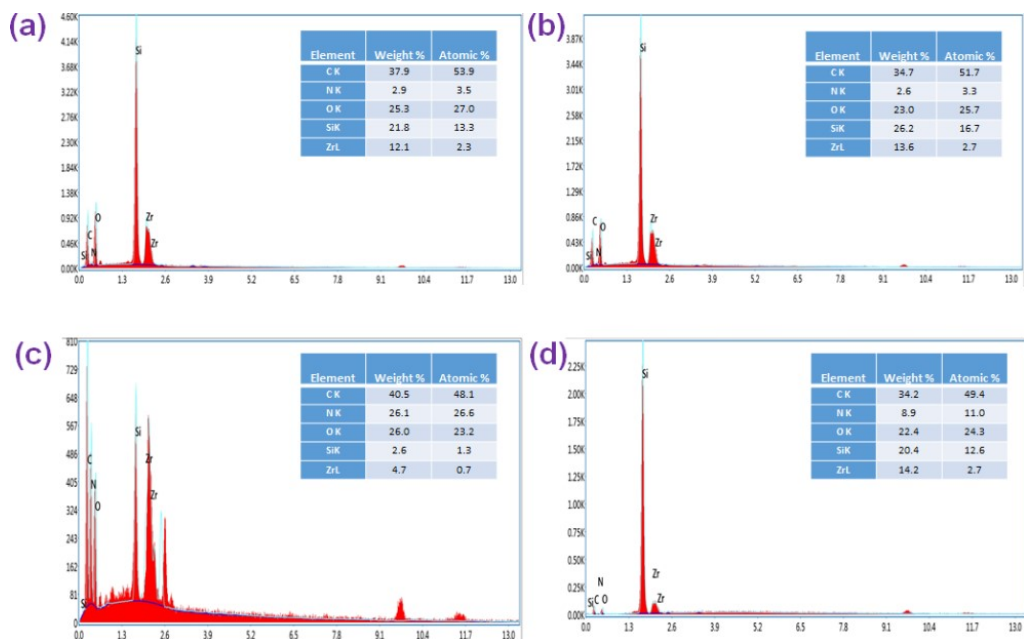 (a)
4.60K
4.14K
3.68K
3.22K
2.76K
2.30K
1.84K
1.38K
0.92K
0.46K
0.00K
Si
O
C
N
Si
Zr
Zr
Element Weight % Atomic %
C K 37.9 53.9
N K 2.9 3.5
O K 25.3 27.0
SiK 21.8 13.3
ZrL 12.1 2.3
0.0 1.3 2.6 3.9 5.2 6.5 7.8 9.1 10.4 11.7 13.0
(b)
3.87K
3.44K
3.01K
2.58K
2.15K
1.72K
1.29K
0.86K
0.43K
0.00K
Si
C
O
N
Si
Zr
Zr
Element Weight % Atomic %
C K 34.7 51.7
N K 2.6 3.3
O K 23.0 25.7
SiK 26.2 16.7
ZrL 13.6 2.7
0.0 1.3 2.6 3.9 5.2 6.5 7.8 9.1 10.4 11.7 13.0
(c)
810
729
648
567
486
405
324
243
162
81
0
Si
C
N
O
Si
Zr
Zr
Element Weight % Atomic %
C K 40.5 48.1
N K 26.1 26.6
O K 26.0 23.2
SiK 2.6 1.3
ZrL 4.7 0.7
0.0 1.3 2.6 3.9 5.2 6.5 7.8 9.1 10.4 11.7 13.0
(d)
2.25K
2.00K
1.75K
1.50K
1.25K
1.00K
0.75K
0.50K
0.25K
0.00K
Si
N
Si C O
Zr
Zr
Element Weight % Atomic %
C K 34.2 49.4
N K 8.9 11.0
O K 22.4 24.3
SiK 20.4 12.6
ZrL 14.2 2.7
0.0 1.3 2.6 3.9 5.2 6.5 7.8 9.1 10.4 11.7 13.0